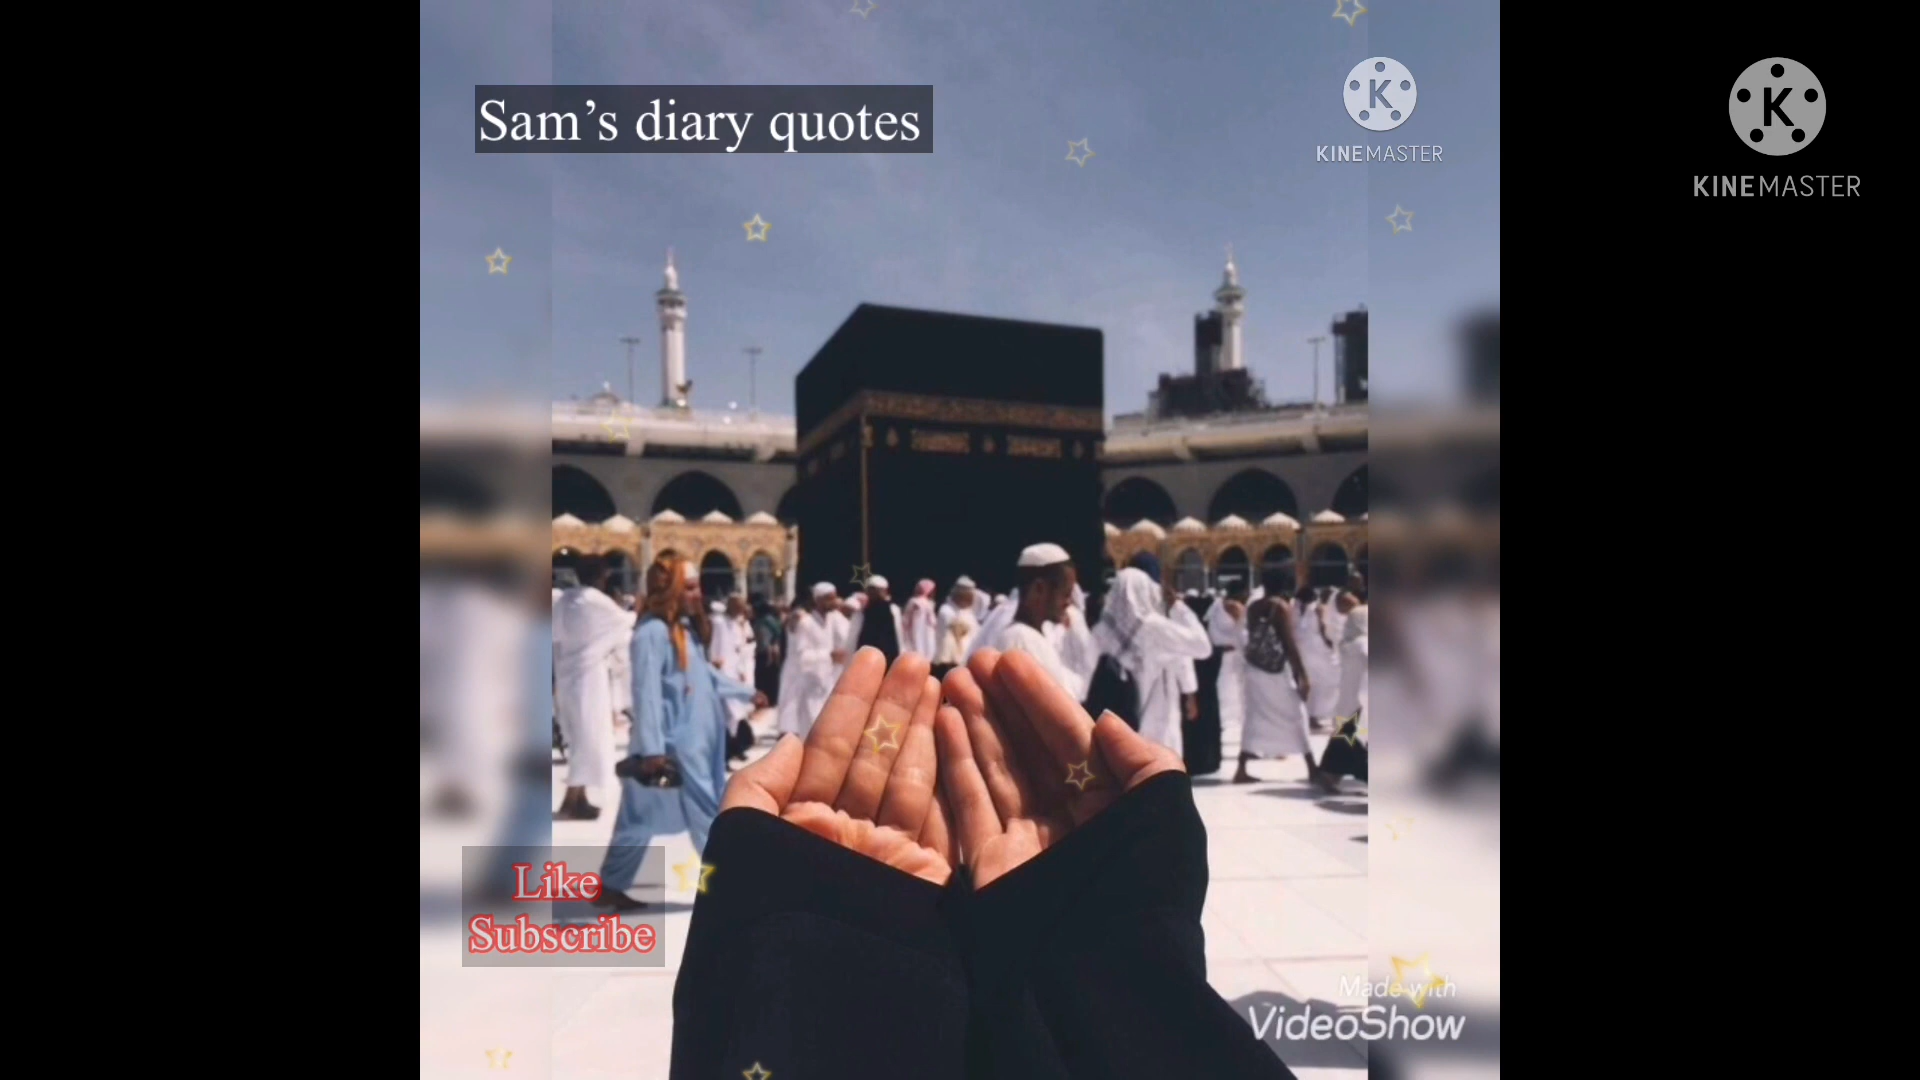 Sam's diary quotes
K
KINEMASTER
K
KINEMASTER
Like
Subscribe
Made with
VideoShow